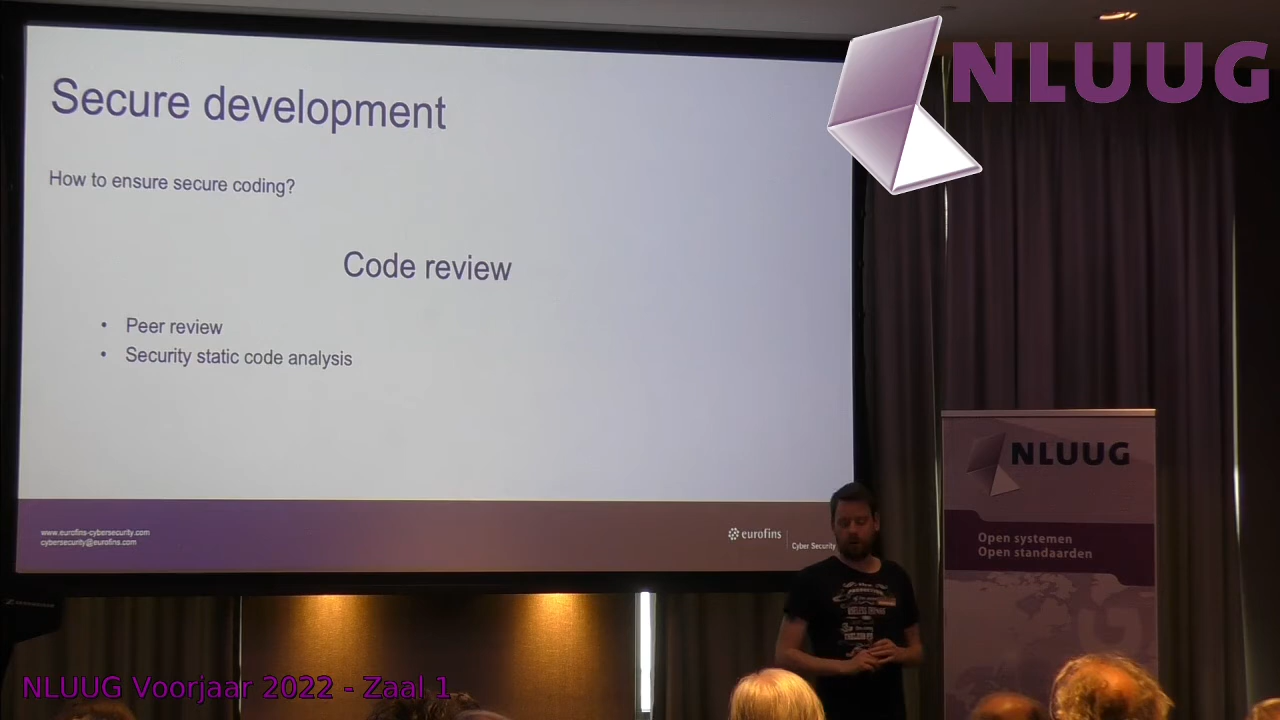 Secure development
How to ensure secure coding?
Code review
• Peer review
• Security static code analysis
www.eurofins-cybersecurity.com
cybersecurity@eurofins.com
eurofins
Cyber Security
NLUUG
NLUUG
Open systemen
Open standaarden
NLUUG Voorjaar 2022 - Zaal 1